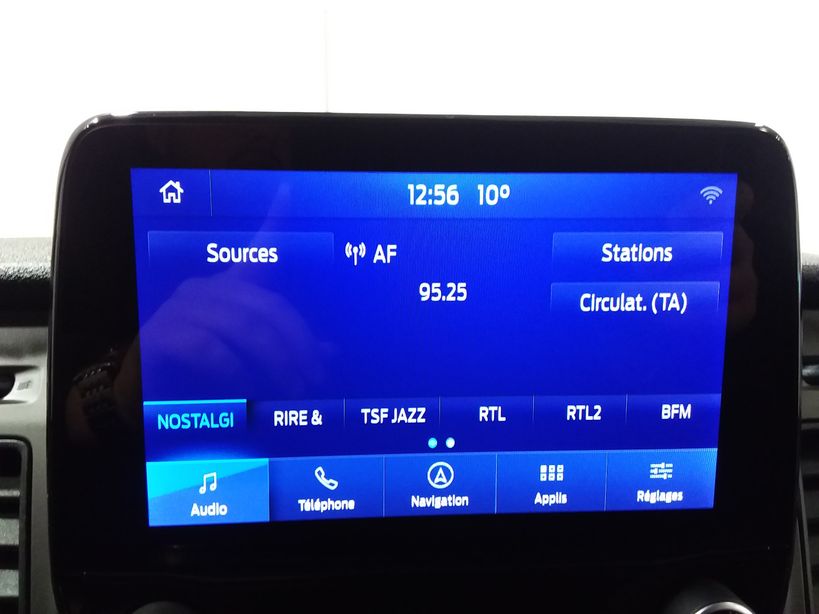 12:56 10°
Sources AF Stations
95.25
Circulat. (TA)
NOSTALGI RIRE & TSF JAZZ RTL RTL2 BFM
Audio Téléphone Navigation Applis Réglages